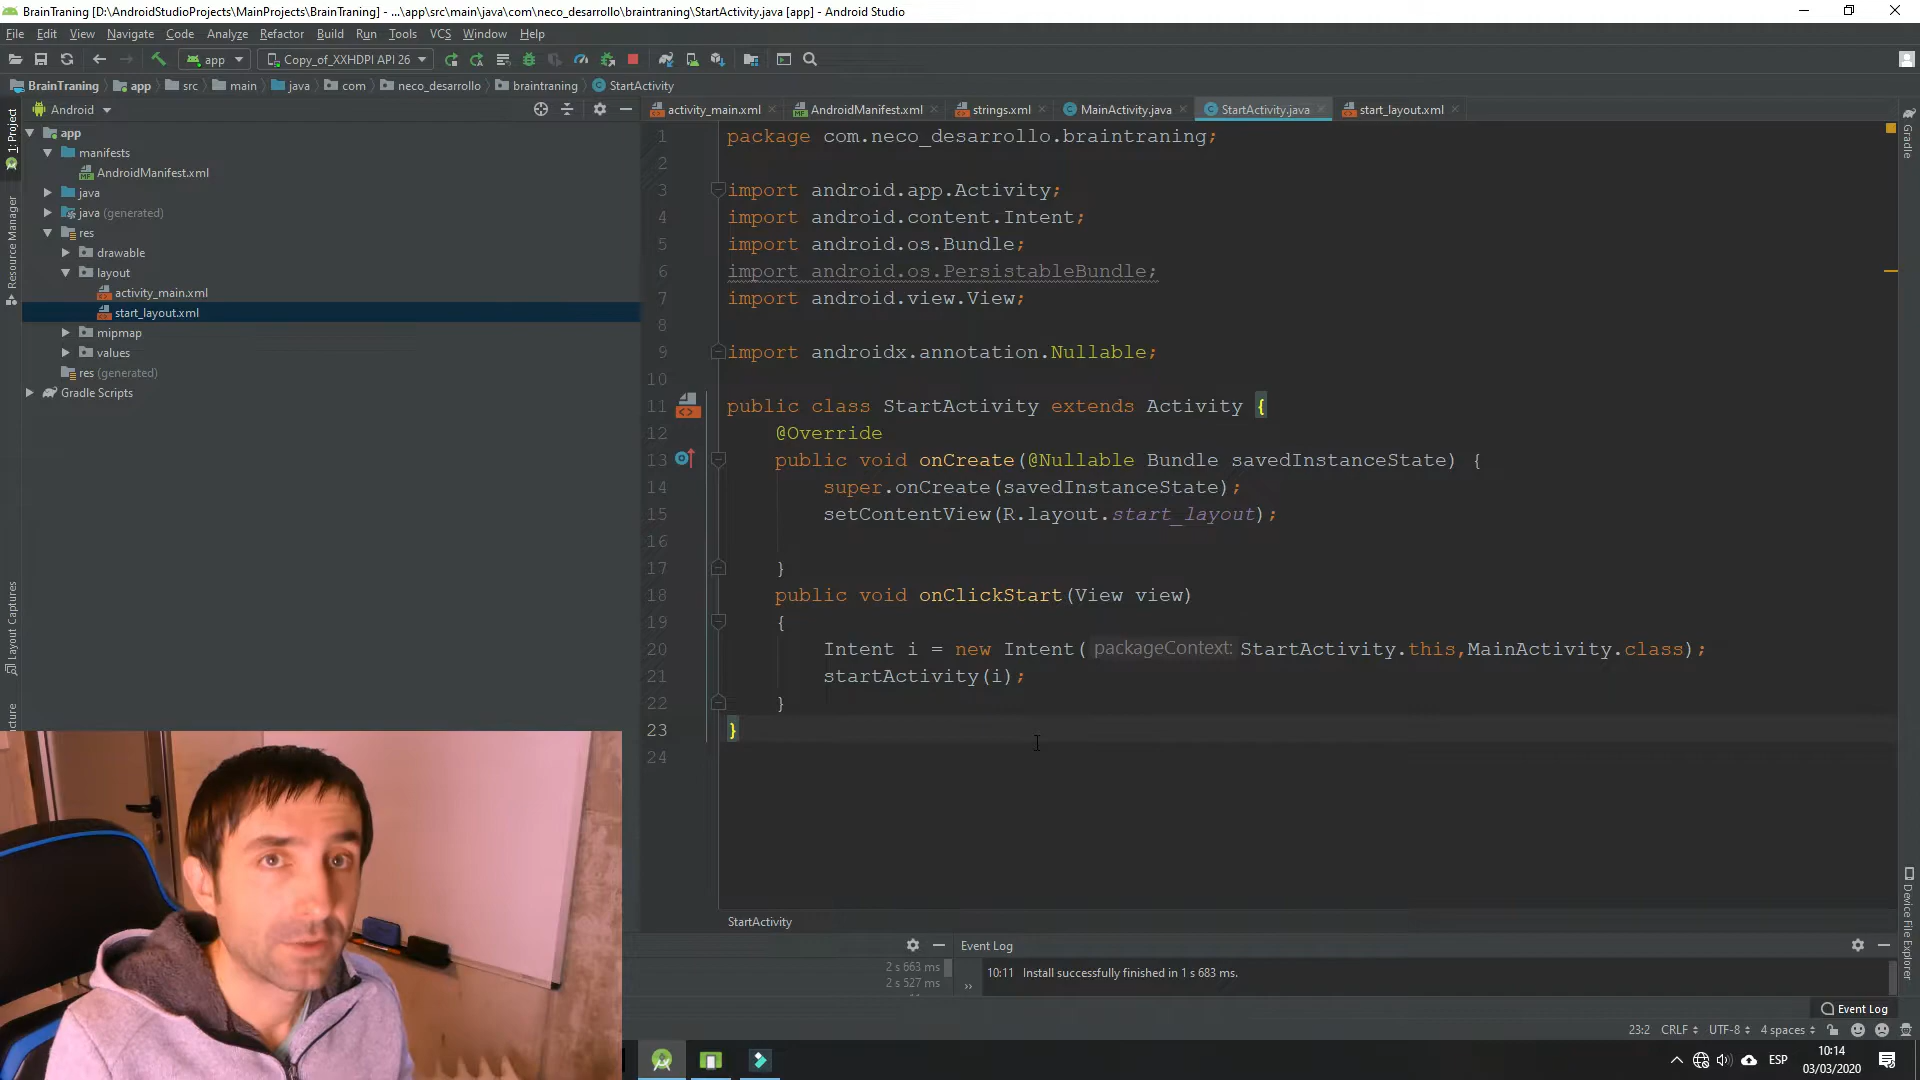 BrainTraning [D:\AndroidStudioProjects\MainProjects\BrainTraning] - ...\app\src\main\java\com\neco_desarrollo\braintraning\StartActivity.java [app] - Android Studio
File Edit View Navigate Code Analyze Refactor Build Run Tools VCS Window Help
app Copy_of_XXHDPI API 26
BrainTraning app src main java com neco_desarrollo braintraning StartActivity
Android
activity_main.xml AndroidManifest.xml strings.xml MainActivity.java StartActivity.java start_layout.xml
1: Project
Resource Manager
Layout Captures
Gradle
Device File Explorer
app
manifests
AndroidManifest.xml
java
java (generated)
res
drawable
layout
activity_main.xml
start_layout.xml
mipmap
values
res (generated)
Gradle Scripts
1 package com.neco_desarrollo.braintraning;
2
3 import android.app.Activity;
4 import android.content.Intent;
5 import android.os.Bundle;
6 import android.os.PersistableBundle;
7 import android.view.View;
8
9 import androidx.annotation.Nullable;
10
11 public class StartActivity extends Activity {
12 @Override
13 public void onCreate(@Nullable Bundle savedInstanceState) {
14 super.onCreate(savedInstanceState);
15 setContentView(R.layout.start_layout);
16
17 }
18 public void onClickStart(View view)
19 {
20 Intent i = new Intent( packageContext: StartActivity.this,MainActivity.class);
21 startActivity(i);
22 }
23 }
24
StartActivity
Event Log
2 s 663 ms
2 s 527 ms
10:11 Install successfully finished in 1 s 683 ms.
Event Log
23:2 CRLF UTF-8 4 spaces
ESP
10:14
03/03/2020